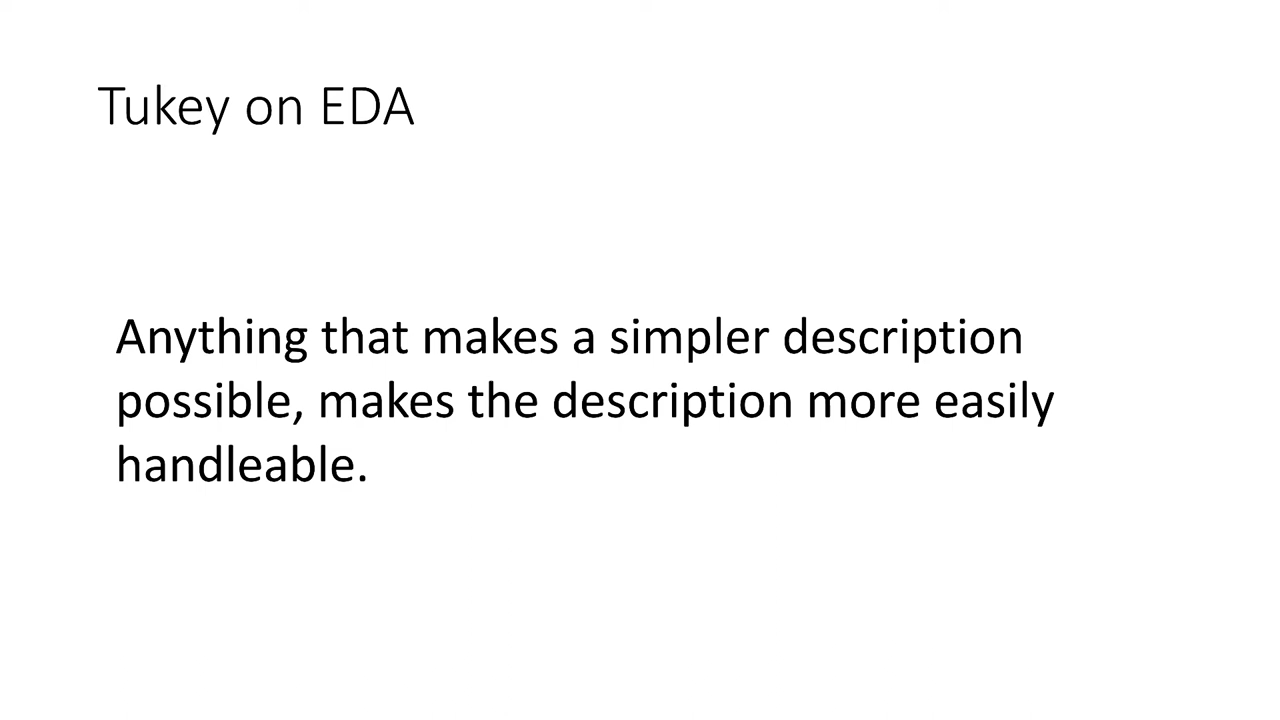 Tukey on EDA
Anything that makes a simpler description
possible, makes the description more easily
handleable.